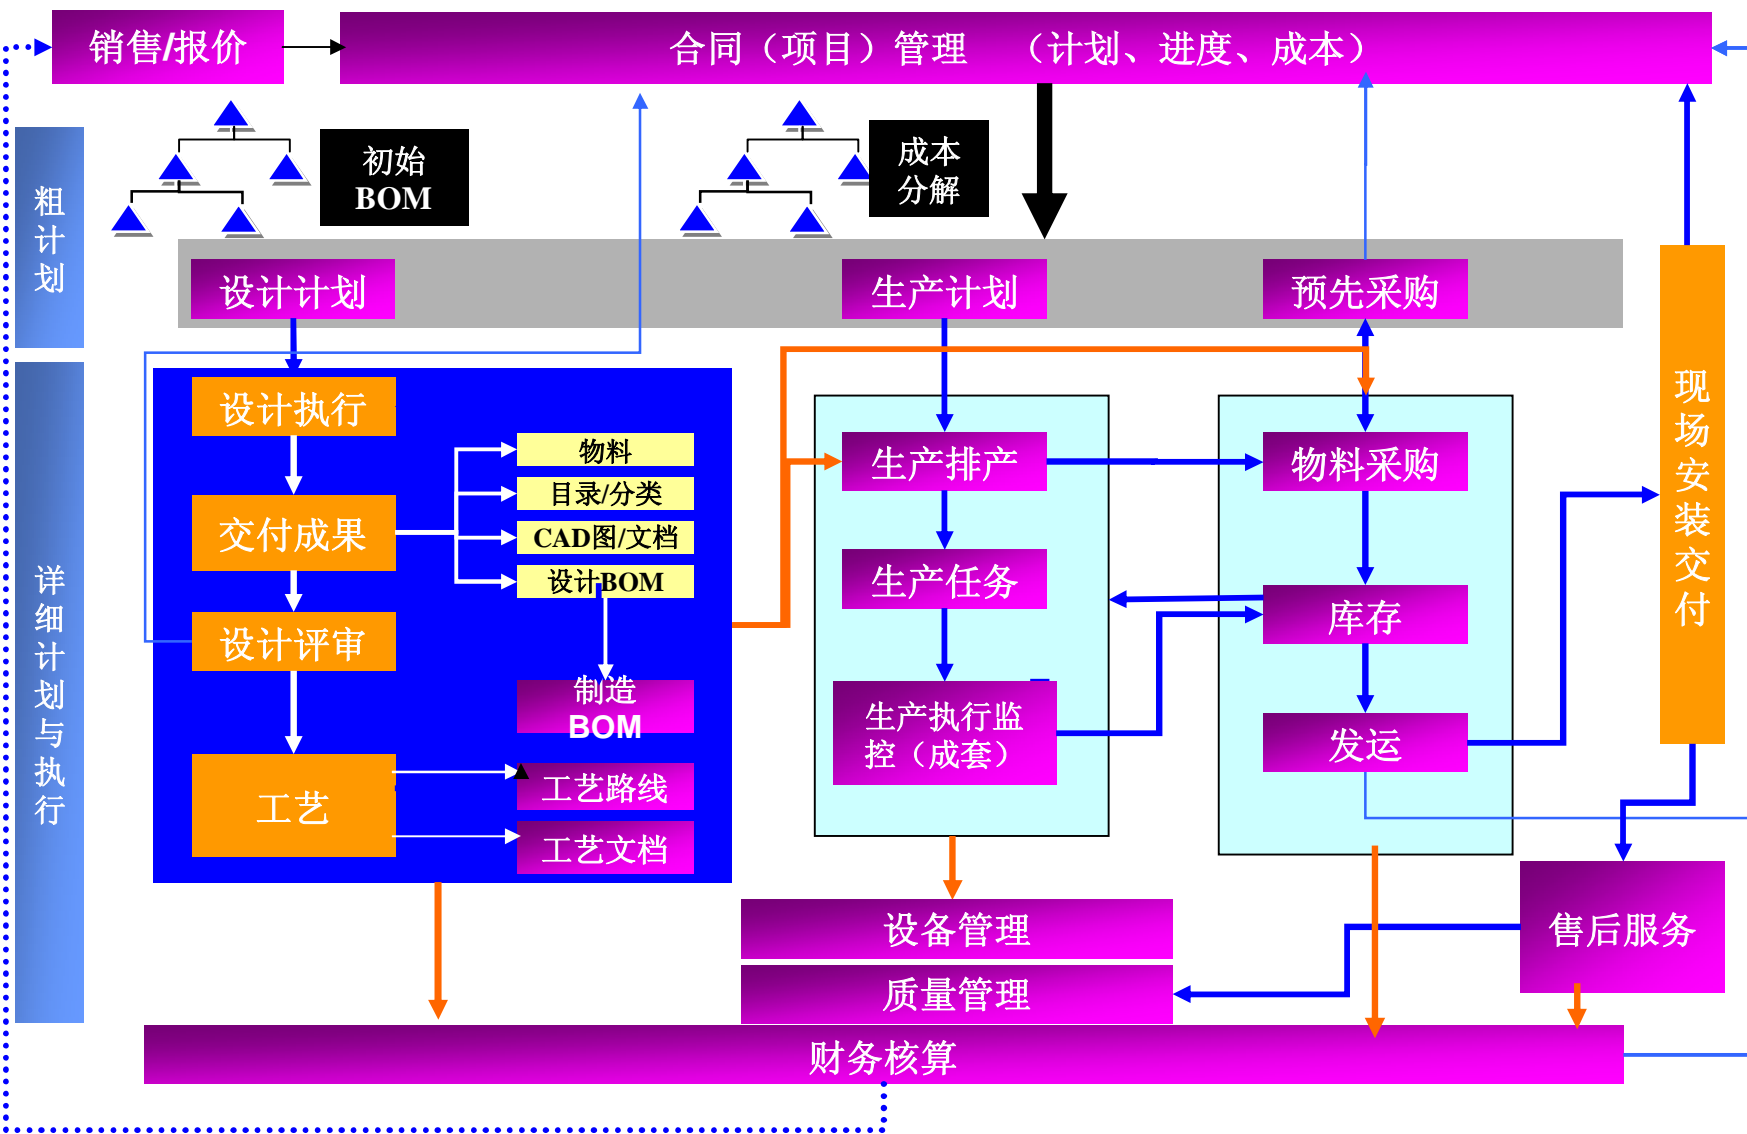 销售/报价
合同（项目）管理　（计划、进度、成本）
初始
BOM
成本
分解
粗
计
划
设计计划
生产计划
预先采购
详
细
计
划
与
执
行
设计执行
交付成果
设计评审
工艺
物料
目录/分类
CAD图/文档
设计BOM
制造
BOM
工艺路线
工艺文档
生产排产
生产任务
生产执行监
控（成套）
物料采购
库存
发运
现
场
安
装
交
付
设备管理
质量管理
售后服务
财务核算